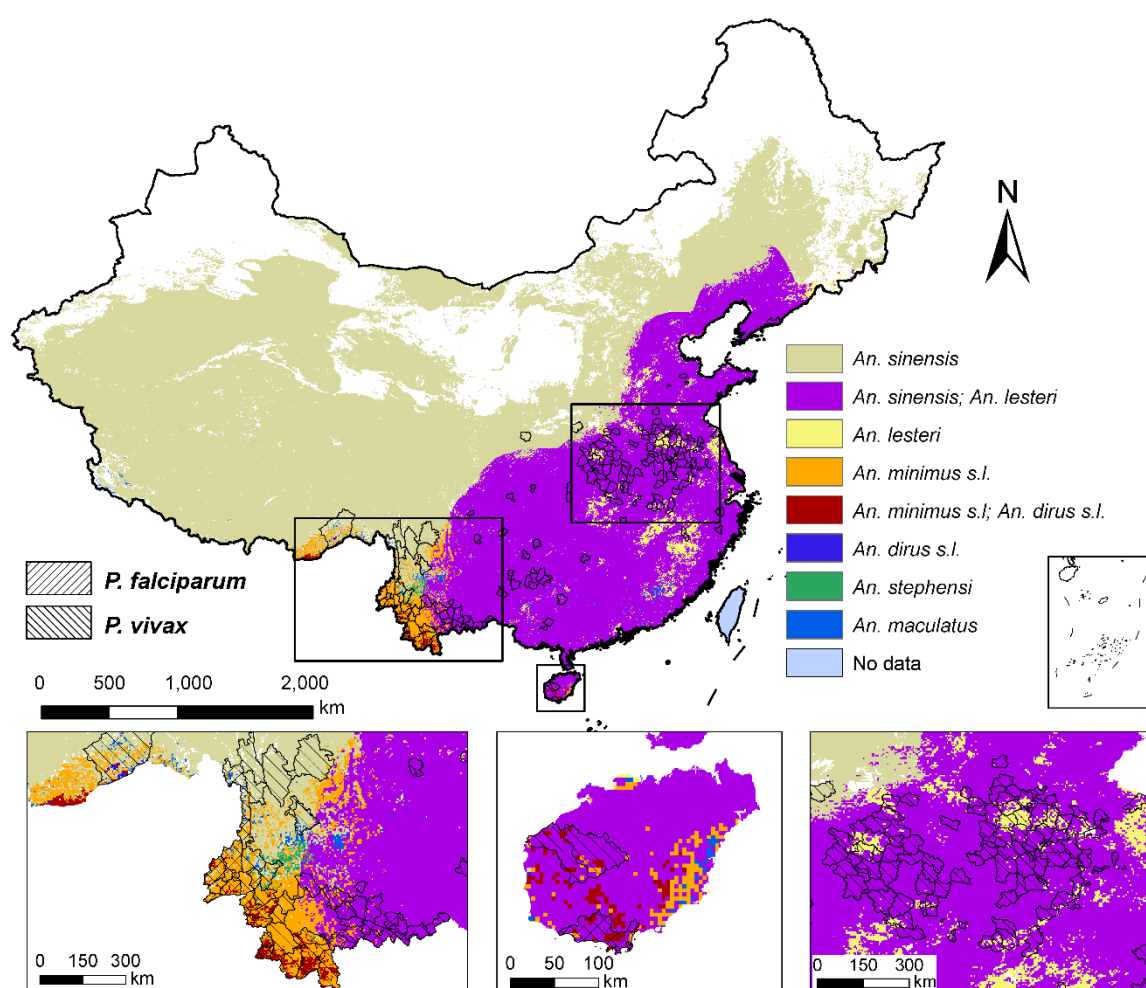 N
An. sinensis
An. sinensis; An. lesteri
An. lesteri
An. minimus s.l.
An. minimus s.l; An. dirus s.l.
An. dirus s.l.
An. stephensi
An. maculatus
No data
P. falciparum
P. vivax
0 500 1,000 2,000
km
0 150 300
km
0 50 100
km
0 150 300
km